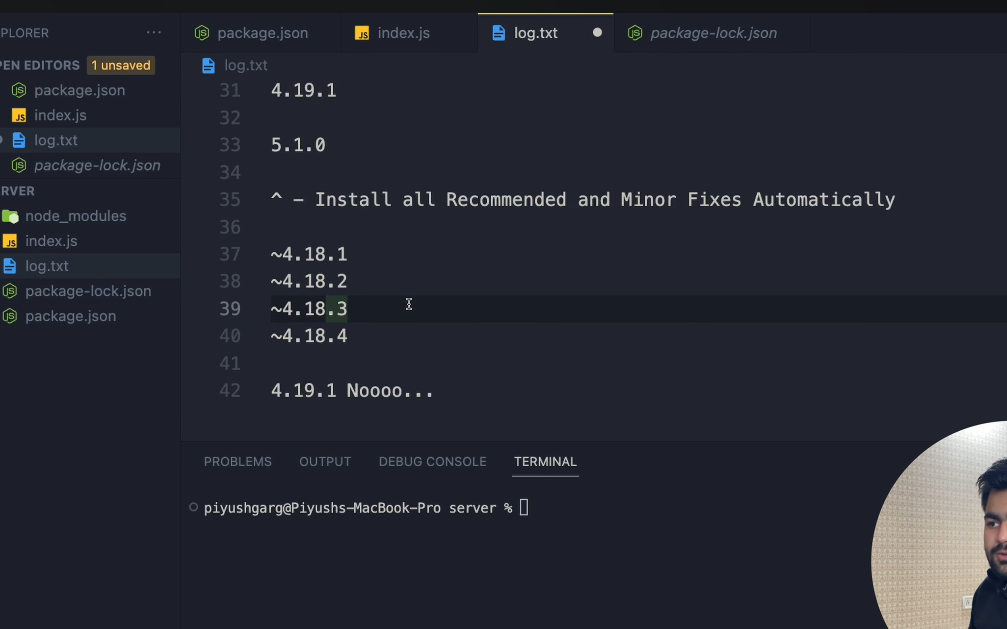 PLORER ...
PEN EDITORS 1 unsaved
package.json
JS index.js
log.txt
package-lock.json
RVER
node_modules
JS index.js
log.txt
package-lock.json
package.json
package.json JS index.js log.txt package-lock.json
log.txt
31 4.19.1
32
33 5.1.0
34
35 ^ – Install all Recommended and Minor Fixes Automatically
36
37 ~4.18.1
38 ~4.18.2
39 ~4.18.3
40 ~4.18.4
41
42 4.19.1 Noooo...
PROBLEMS OUTPUT DEBUG CONSOLE TERMINAL
piyushgarg@Piyushs-MacBook-Pro server %